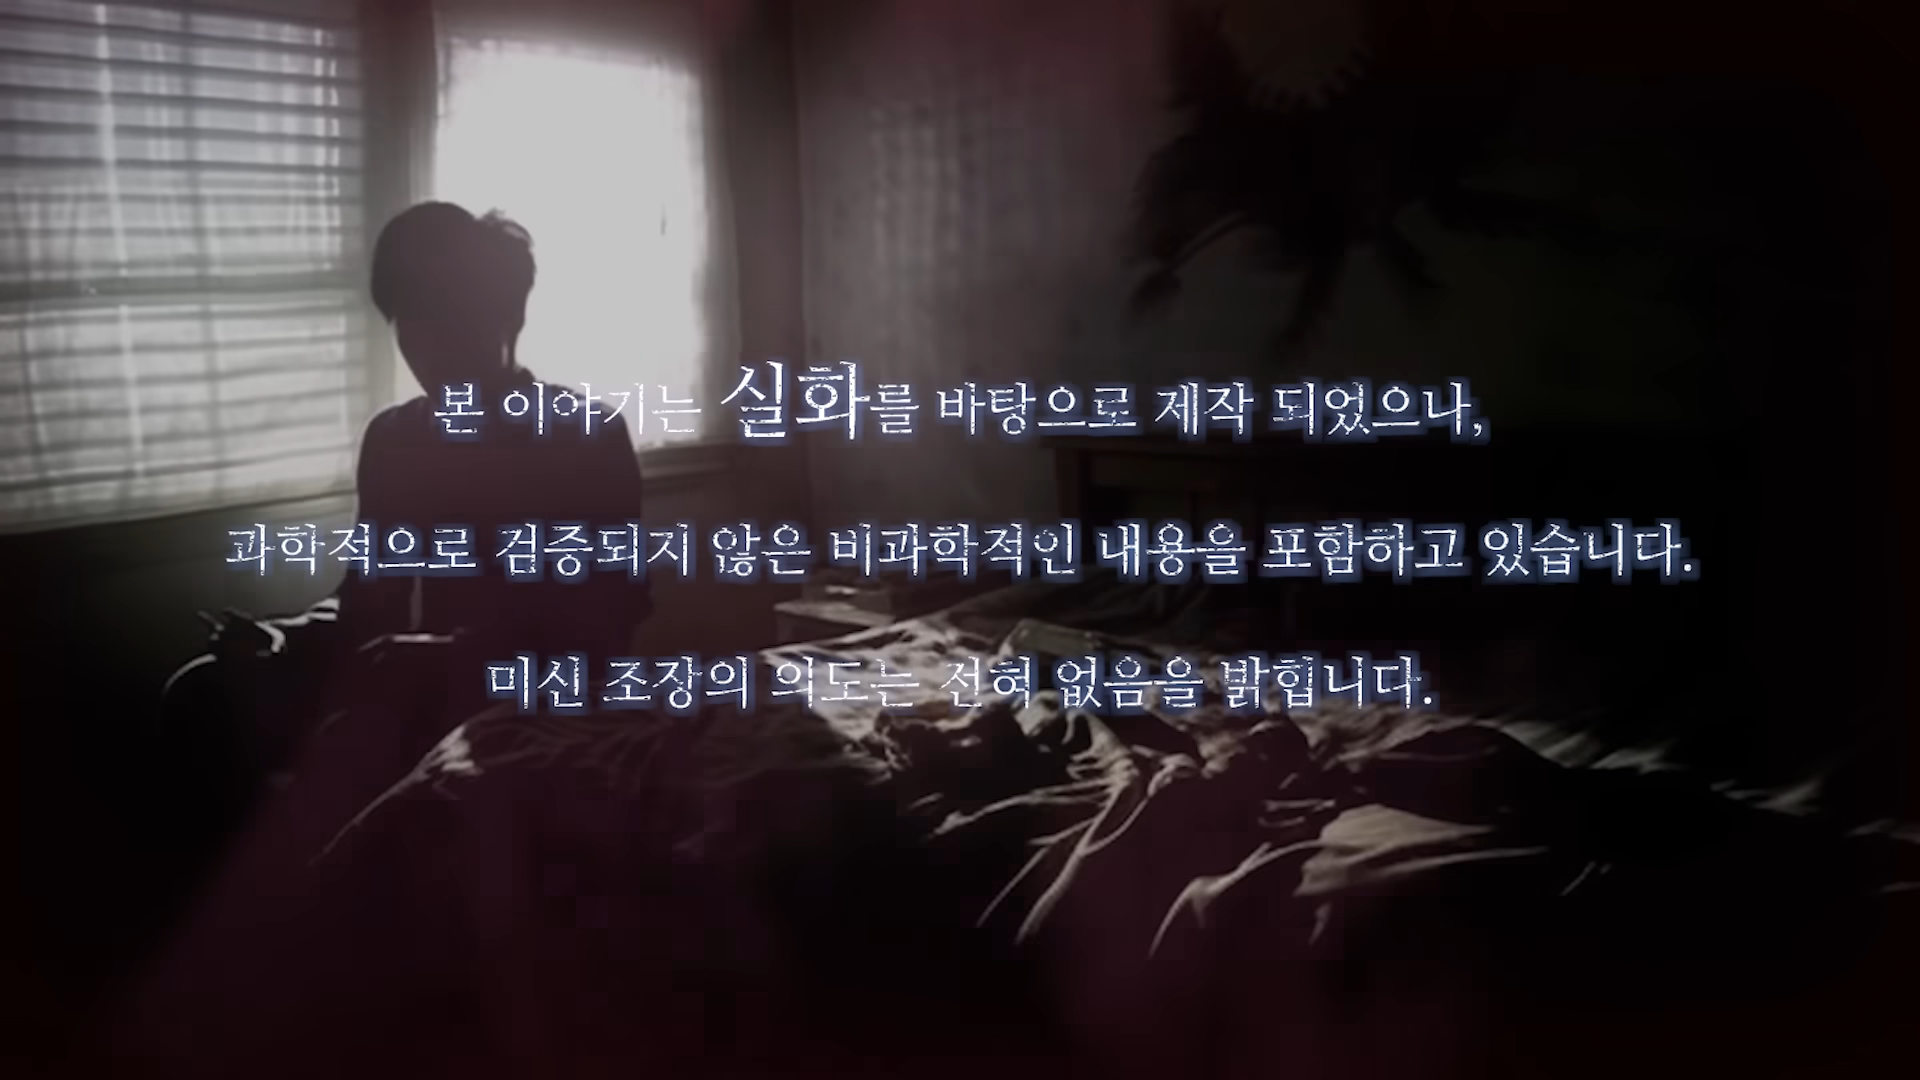 본 이야기는 실화를 바탕으로 제작 되었으나,
과학적으로 검증되지 않은 비과학적인 내용을 포함하고 있습니다.
미신 조장의 의도는 전혀 없음을 밝힙니다.